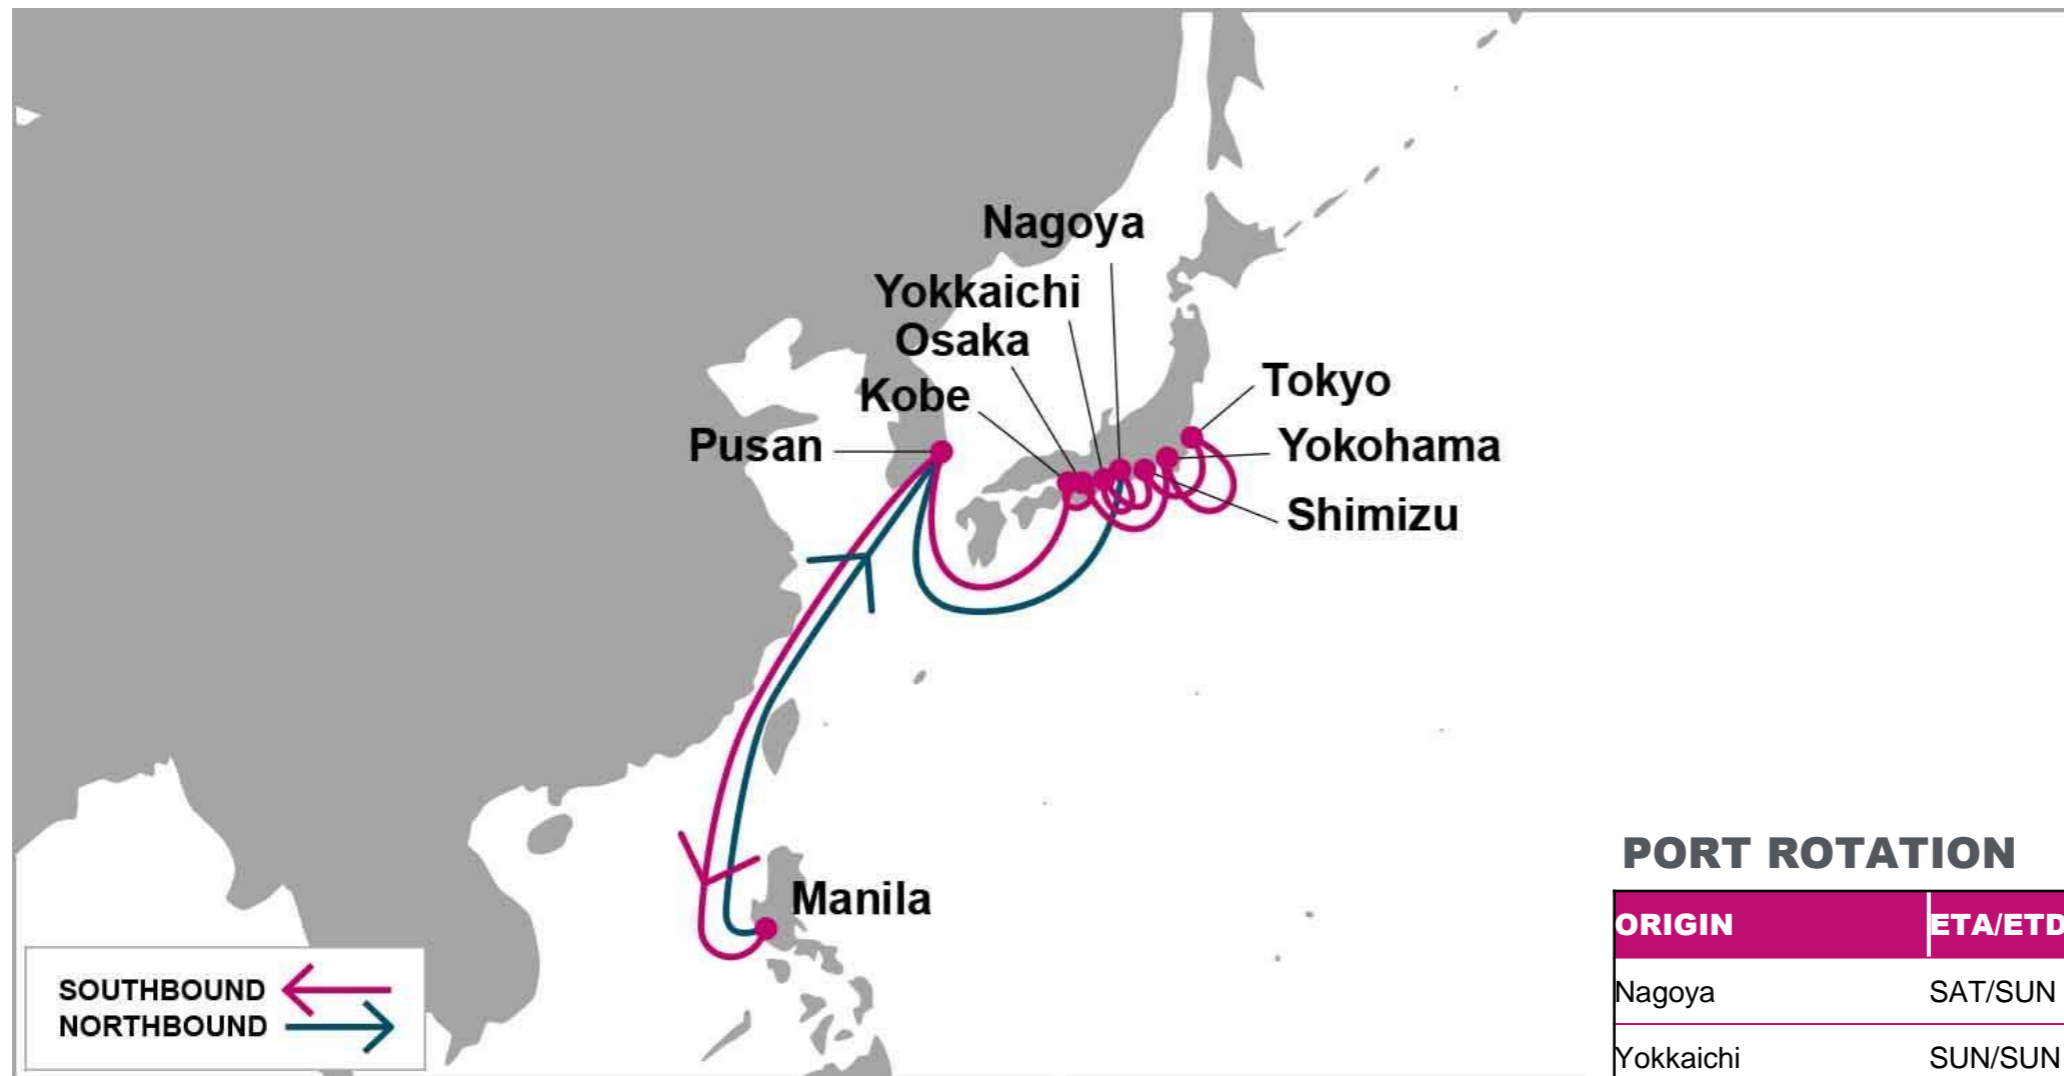 Nagoya
Yokkaichi
Osaka
Kobe
Tokyo
Pusan
Yokohama
Shimizu
Manila
SOUTHBOUND
NORTHBOUND
PORT ROTATION
ORIGIN ETA/ETD
Nagoya SAT/SUN
Yokkaichi SUN/SUN